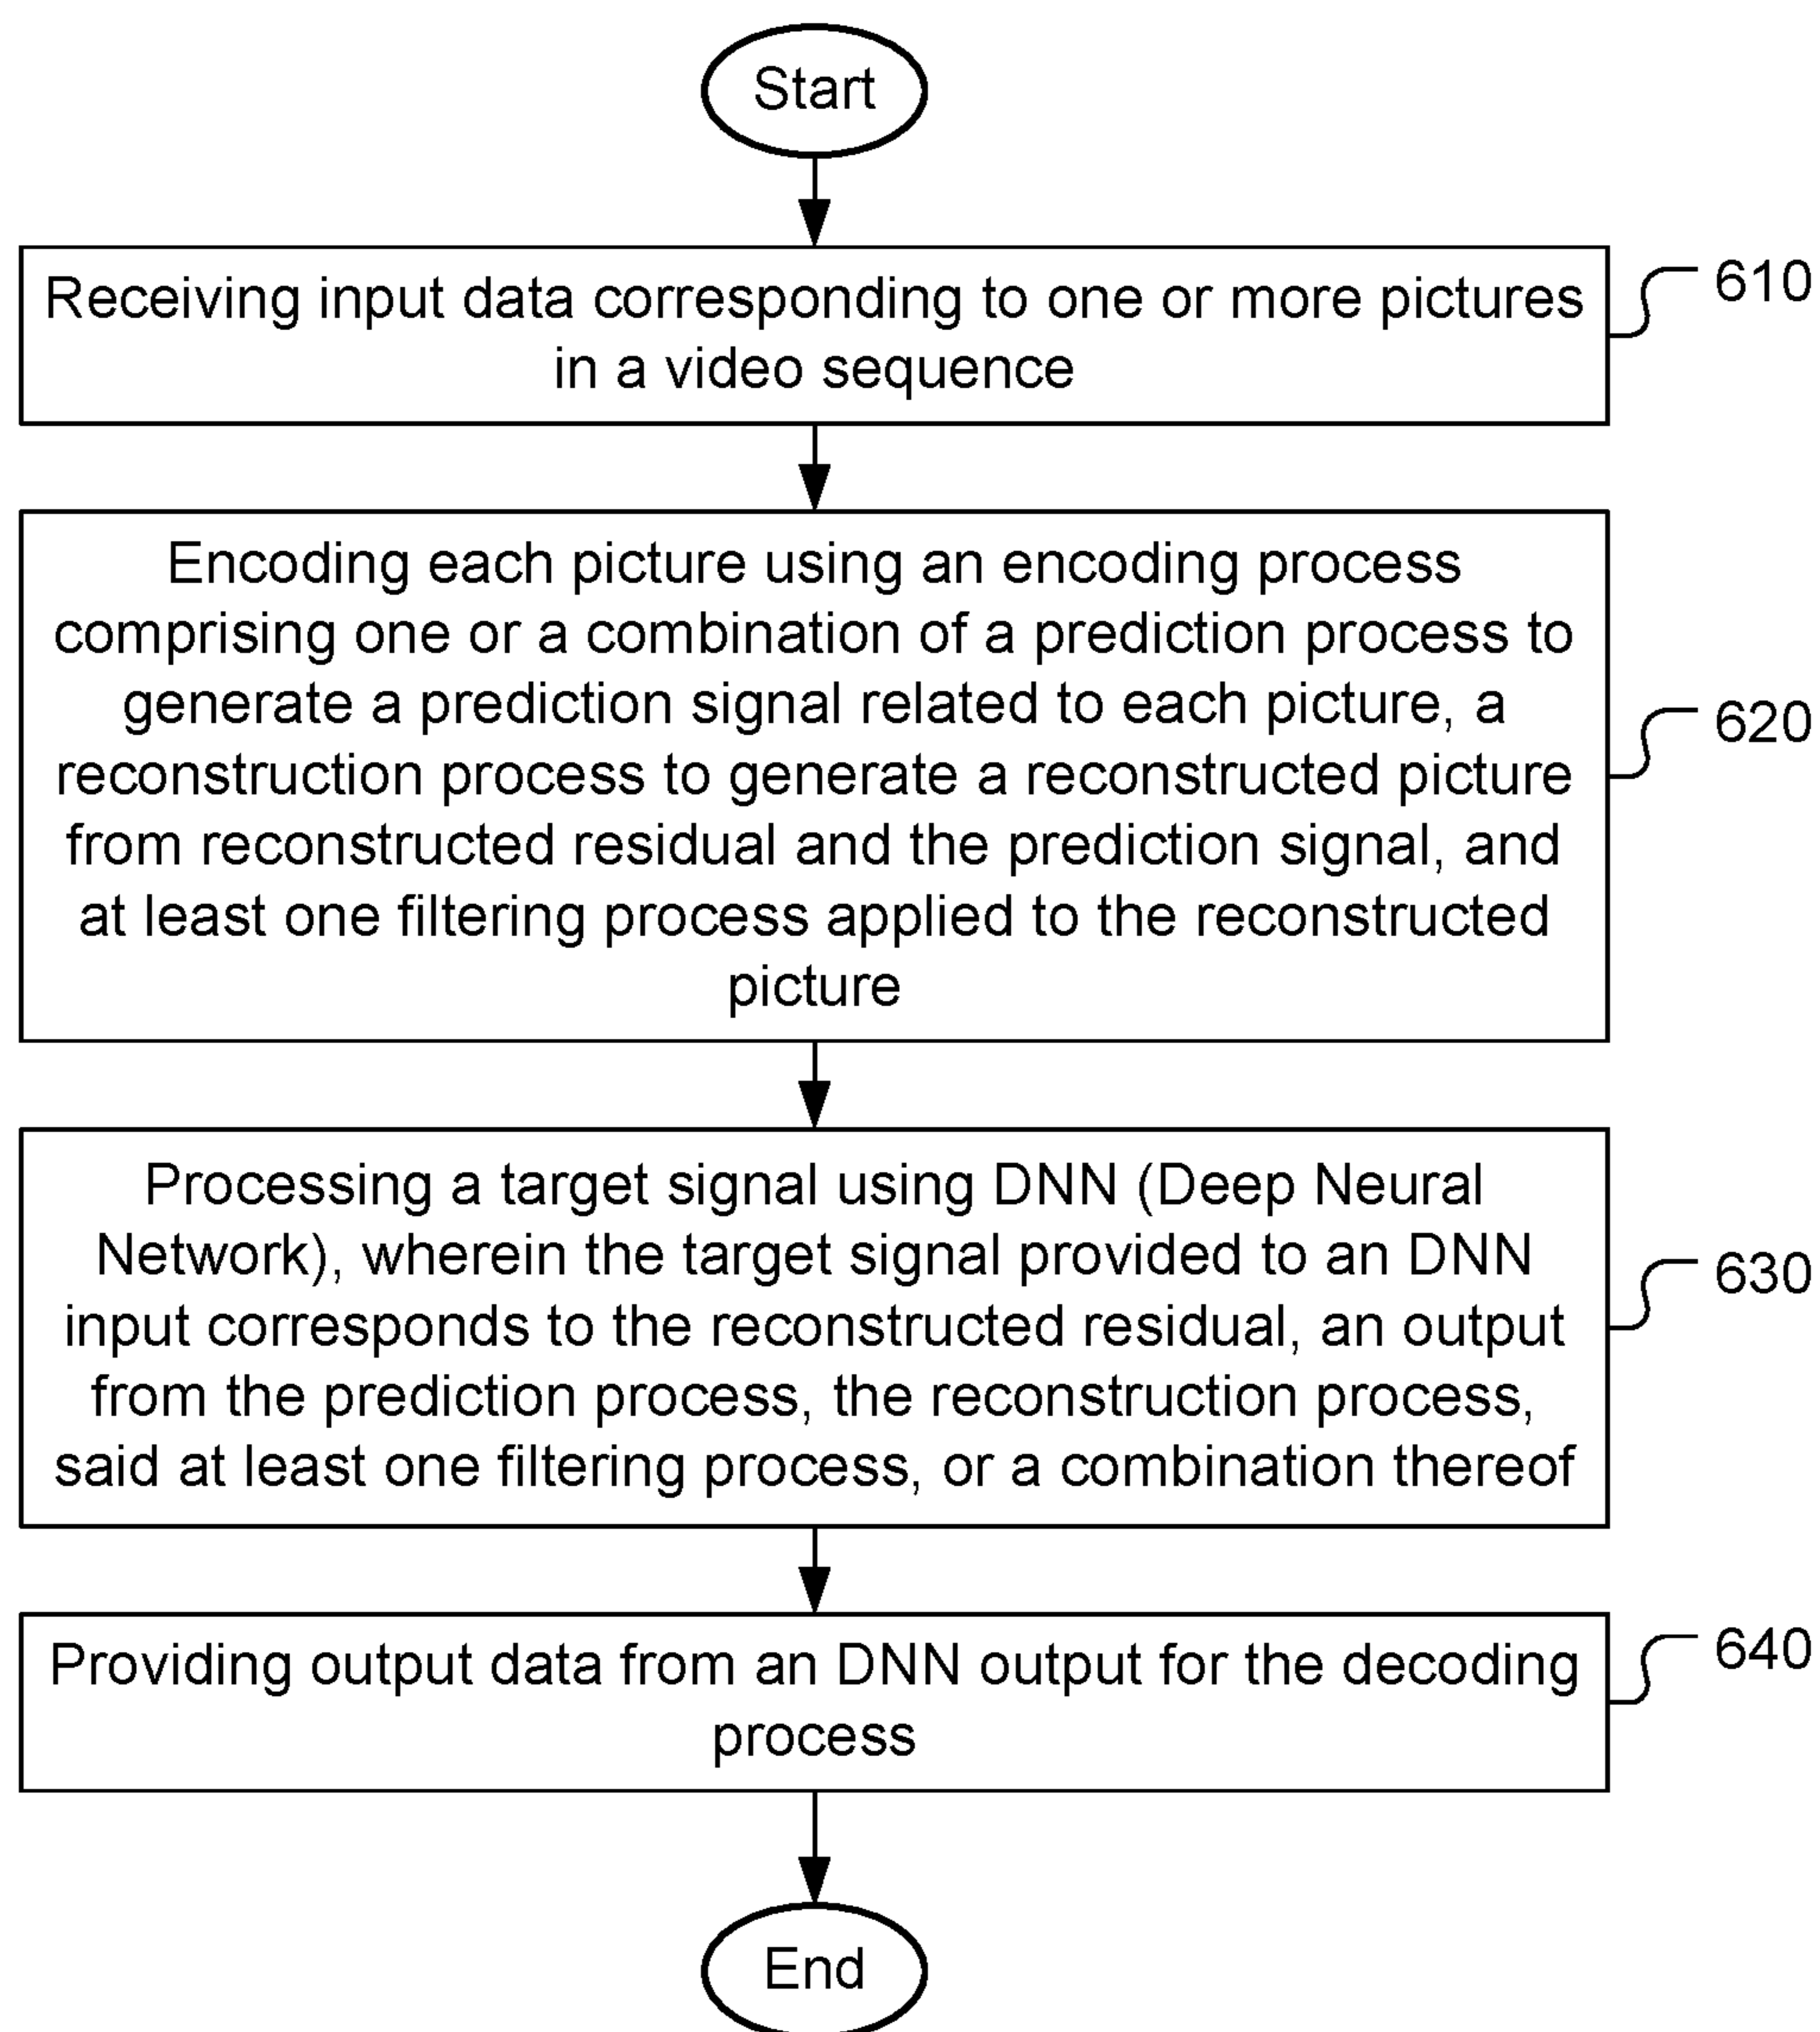 Start
Receiving input data corresponding to one or more pictures
in a video sequence
610
Encoding each picture using an encoding process
comprising one or a combination of a prediction process to
generate a prediction signal related to each picture, a
reconstruction process to generate a reconstructed picture
from reconstructed residual and the prediction signal, and
at least one filtering process applied to the reconstructed
picture
620
Processing a target signal using DNN (Deep Neural
Network), wherein the target signal provided to an DNN
input corresponds to the reconstructed residual, an output
from the prediction process, the reconstruction process,
said at least one filtering process, or a combination thereof
630
Providing output data from an DNN output for the decoding
process
640
End